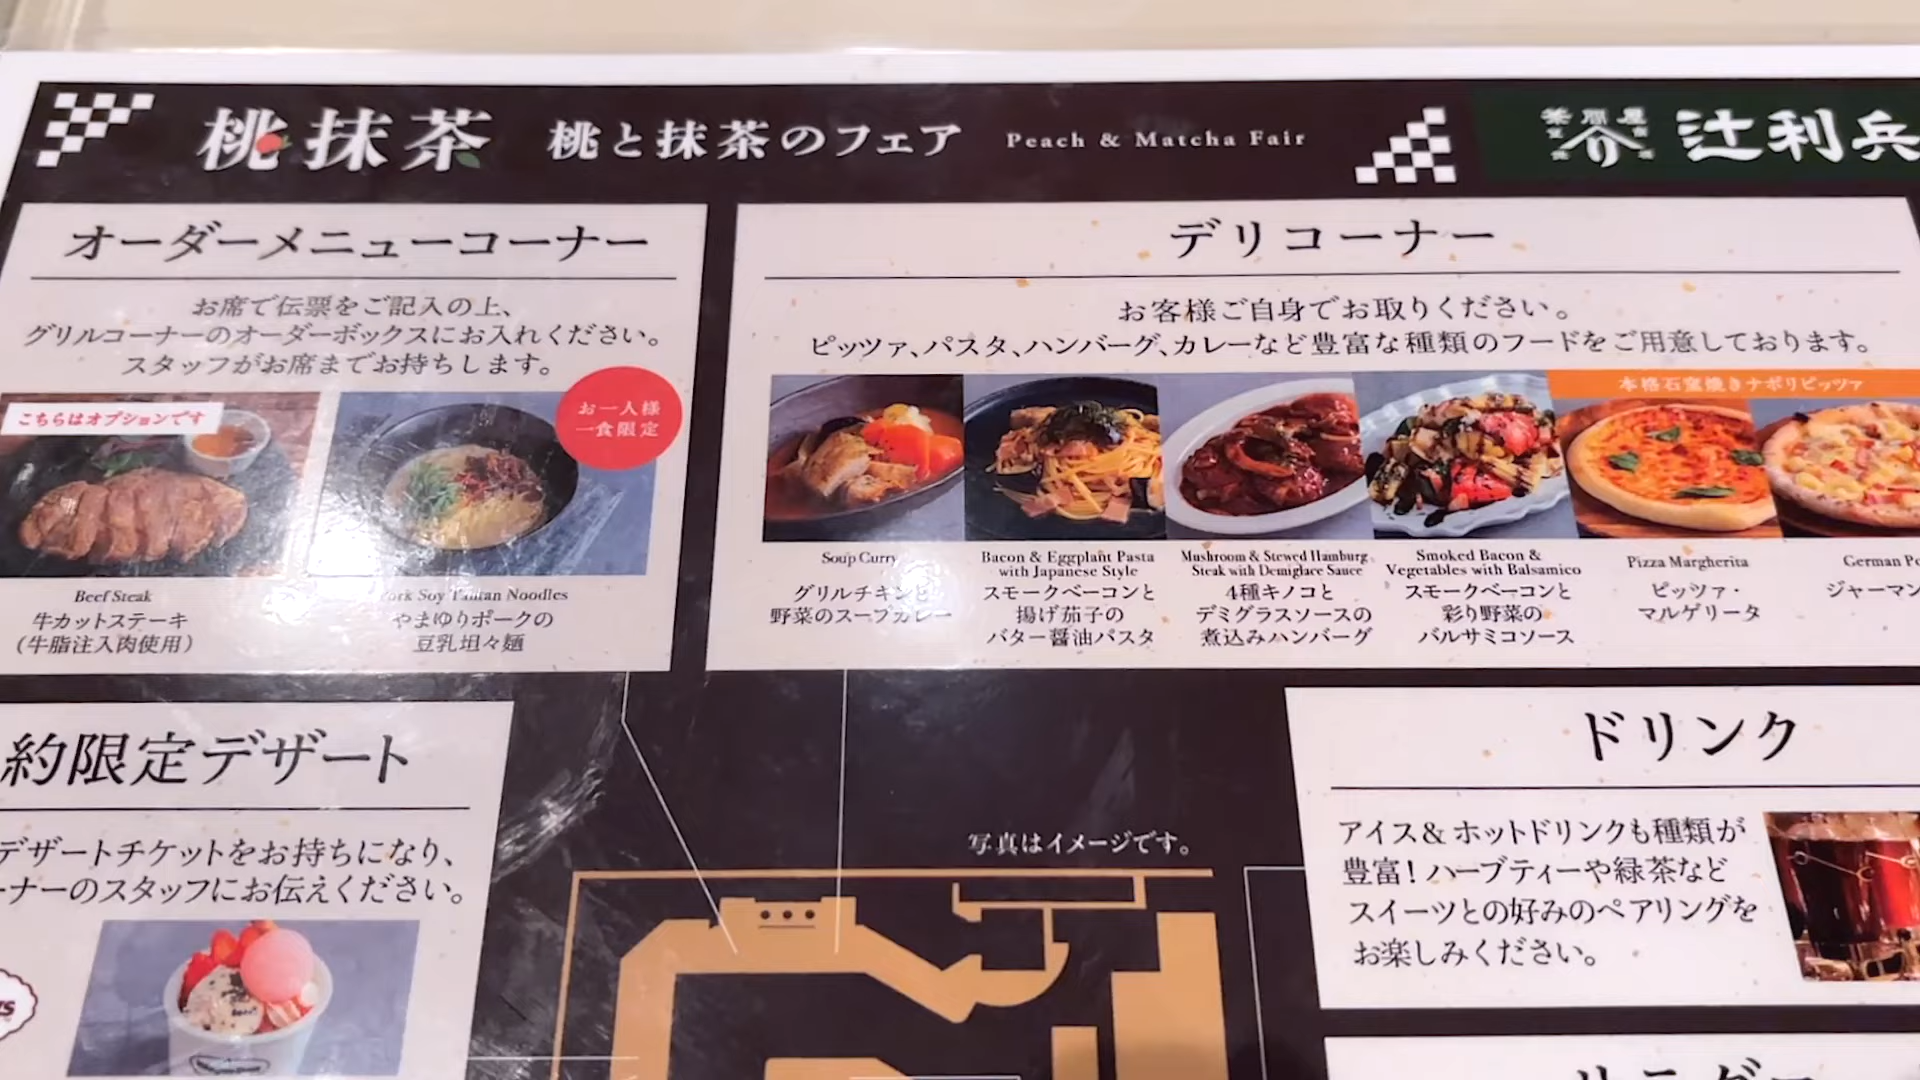 桃抹茶 桃と抹茶のフェア Peach & Matcha Fair
茶問屋
辻利兵
オーダーメニューコーナー
お席で伝票をご記入の上、
グリルコーナーのオーダーボックスにお入れください。
スタッフがお席までお持ちします。
こちらはオプションです
お一人様
一食限定
Beef Steak
牛カットステーキ
(牛脂注入肉使用)
ork Soy Tantan Noodles
やまゆりポークの
豆乳坦々麺
デリコーナー
お客様ご自身でお取りください。
ピッツァ、パスタ、ハンバーグ、カレーなど豊富な種類のフードをご用意しております。
本格石窯焼きナポリピッツァ
Soup Curry
グリルチキンと
野菜のスープカレー
Bacon & Eggplant Pasta
with Japanese Style
スモークベーコンと
揚げ茄子の
バター醤油パスタ
Mushroom & Stewed Hamburg
Steak with Demiglace Sauce
4種キノコと
デミグラスソースの
煮込みハンバーグ
Smoked Bacon &
Vegetables with Balsamico
スモークベーコンと
彩り野菜の
バルサミコソース
Pizza Margherita
ピッツァ・
マルゲリータ
German Po
ジャーマン
約限定デザート
デザートチケットをお持ちになり、
ーナーのスタッフにお伝えください。
写真はイメージです。
ドリンク
アイス&ホットドリンクも種類が
豊富！ハーブティーや緑茶など
スイーツとの好みのペアリングを
お楽しみください。